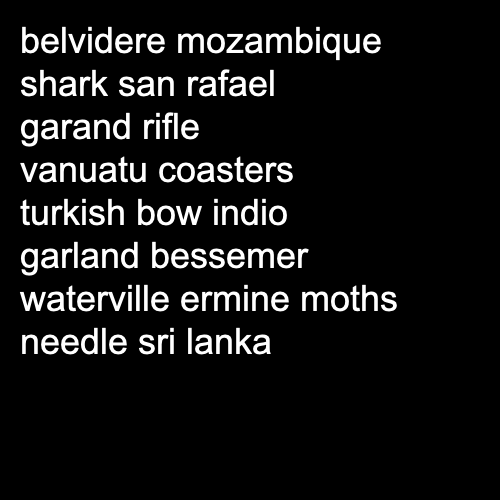 belvidere mozambique
shark san rafael
garand rifle
vanuatu coasters
turkish bow indio
garland bessemer
waterville ermine moths
needle sri lanka